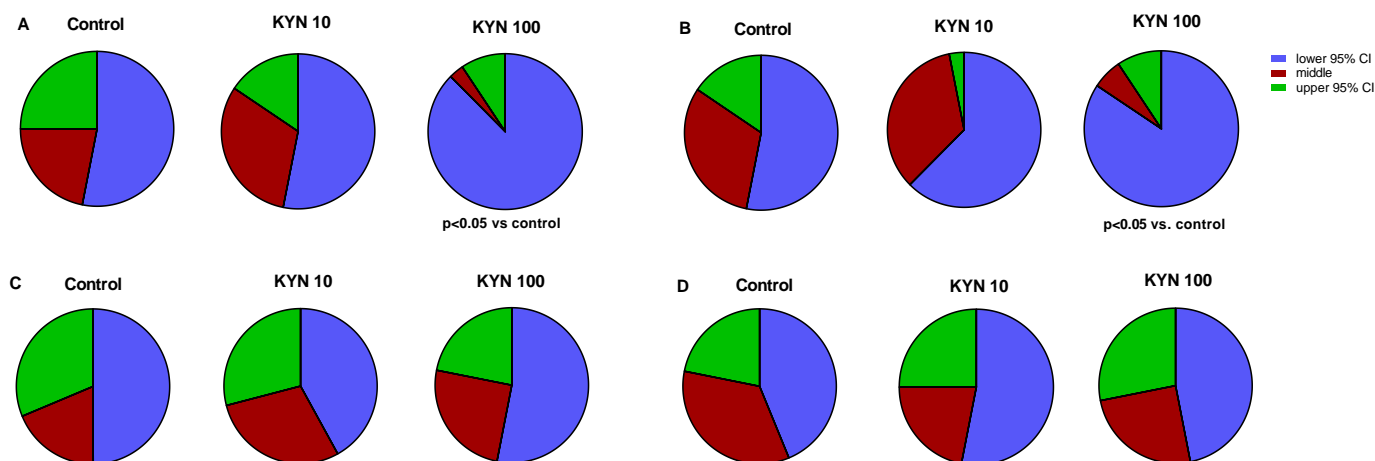 A
Control
KYN 10
KYN 100
p<0.05 vs control
B
Control
KYN 10
KYN 100
p<0.05 vs. control
lower 95% CI
middle
upper 95% CI
C
Control
KYN 10
KYN 100
D
Control
KYN 10
KYN 100